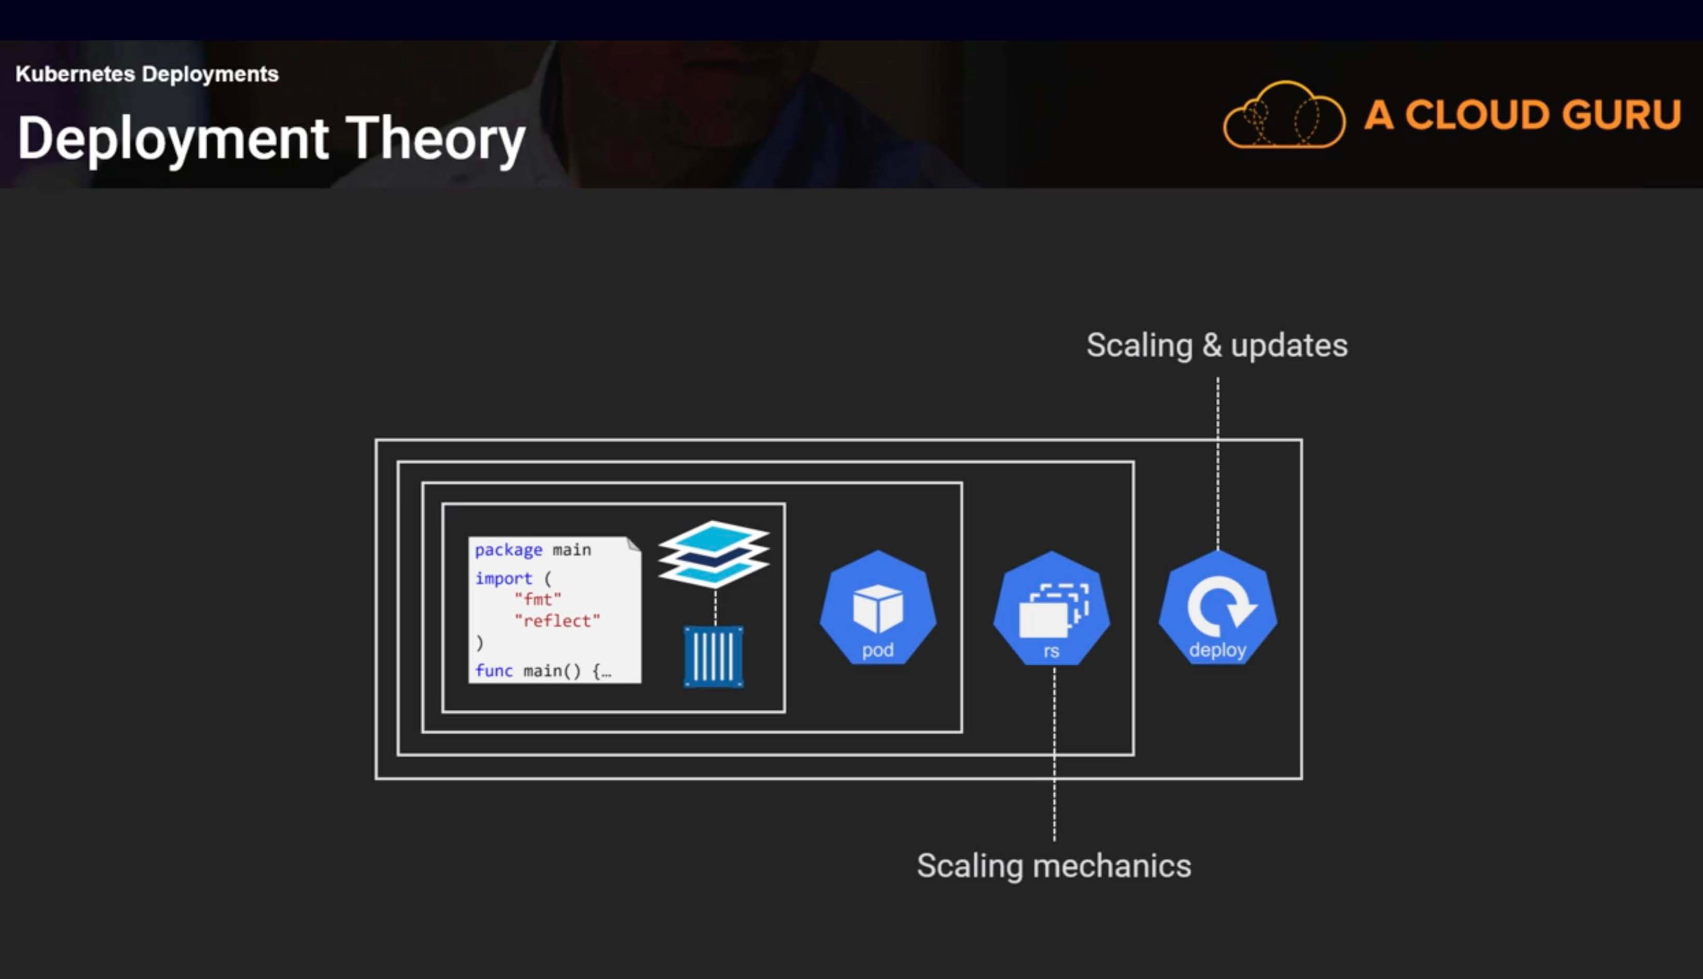 Kubernetes Deployments
Deployment Theory
A CLOUD GURU
Scaling & updates
package main
import (
"fmt"
"reflect"
)
func main() {…
pod
rs
deploy
Scaling mechanics